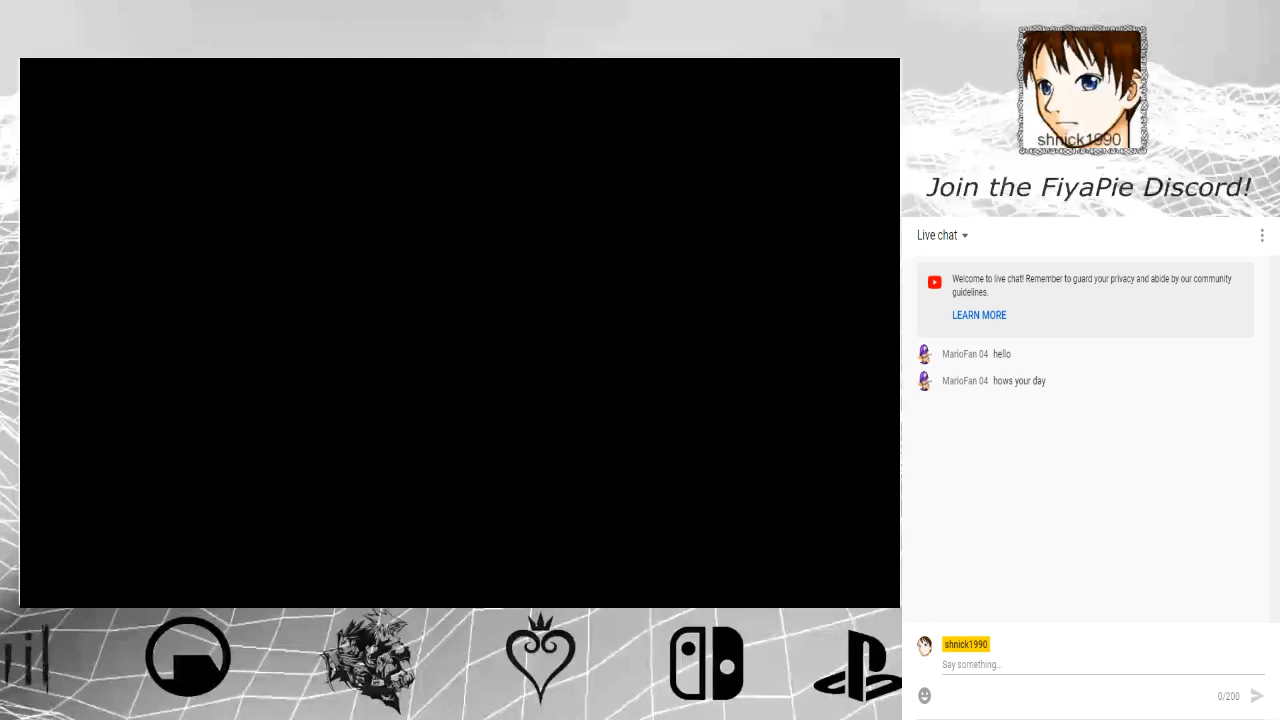 shnick1990
Join the FiyaPie Discord!
Live chat
Welcome to live chat! Remember to guard your privacy and abide by our community
guidelines.
LEARN MORE
MarioFan 04 hello
MarioFan 04 hows your day
shnick1990
Say something...
0/200